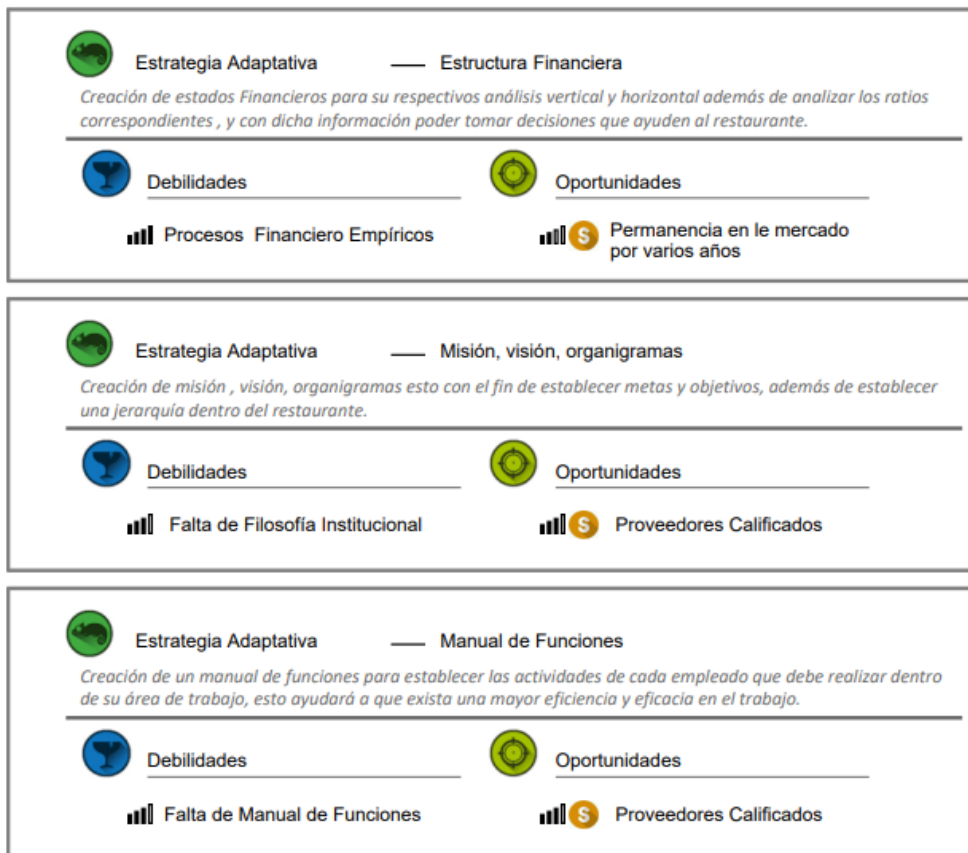 Estrategia Adaptativa — Estructura Financiera
Creación de estados Financieros para su respectivos análisis vertical y horizontal además de analizar los ratios
correspondientes , y con dicha información poder tomar decisiones que ayuden al restaurante.
Debilidades
Oportunidades
Procesos Financiero Empíricos
Permanencia en le mercado
por varios años
Estrategia Adaptativa — Misión, visión, organigramas
Creación de misión , visión, organigramas esto con el fin de establecer metas y objetivos, además de establecer
una jerarquía dentro del restaurante.
Debilidades
Oportunidades
Falta de Filosofía Institucional
Proveedores Calificados
Estrategia Adaptativa — Manual de Funciones
Creación de un manual de funciones para establecer las actividades de cada empleado que debe realizar dentro
de su área de trabajo, esto ayudará a que exista una mayor eficiencia y eficacia en el trabajo.
Debilidades
Oportunidades
Falta de Manual de Funciones
Proveedores Calificados